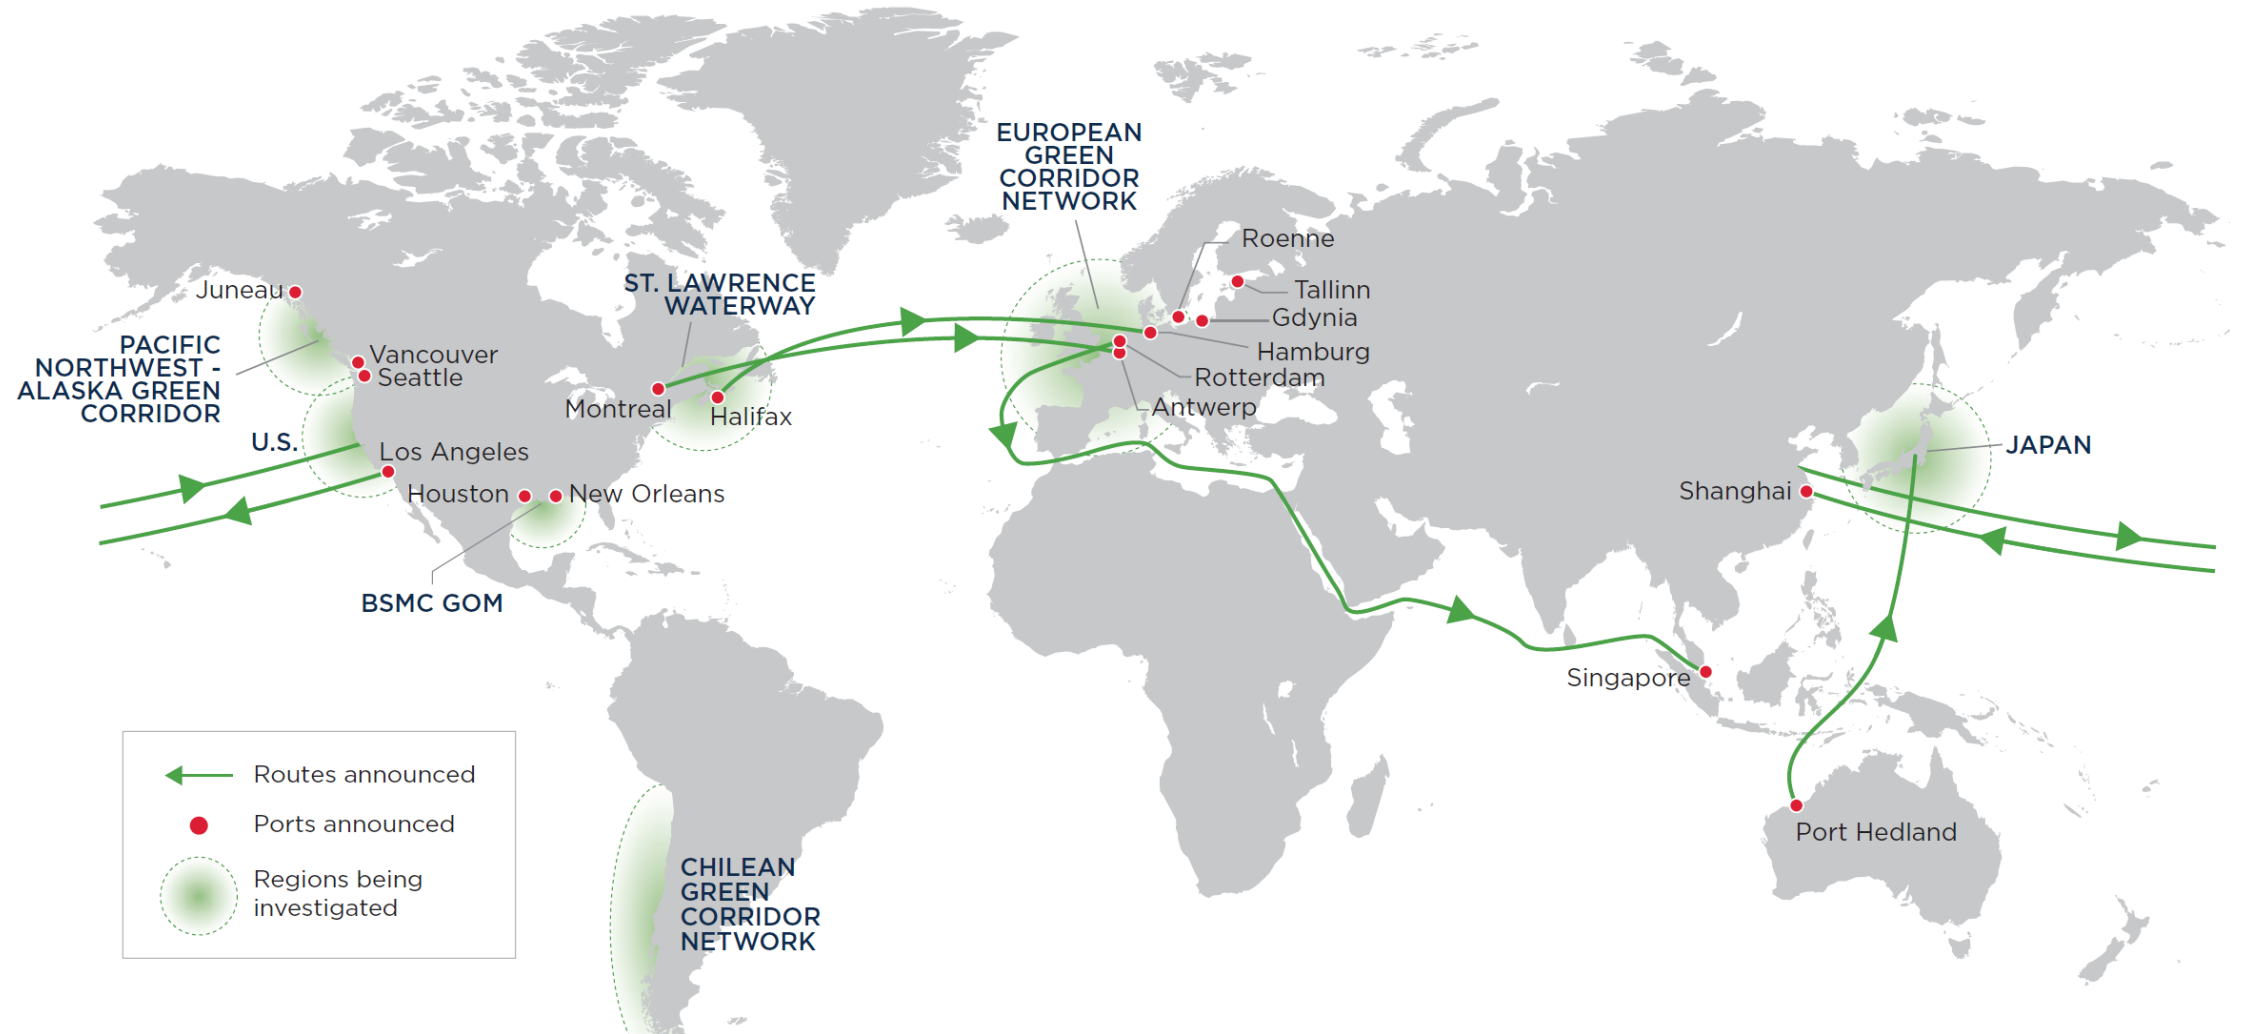 EUROPEAN
GREEN
CORRIDOR
NETWORK
Roenne
Tallinn
Gdynia
Hamburg
Rotterdam
Antwerp
ST. LAWRENCE
WATERWAY
Juneau
PACIFIC
NORTHWEST -
ALASKA GREEN
CORRIDOR
Vancouver
Seattle
Montreal
Halifax
U.S.
Los Angeles
Houston
New Orleans
BSMC GOM
JAPAN
Shanghai
Singapore
Port Hedland
CHILEAN
GREEN
CORRIDOR
NETWORK
Routes announced
Ports announced
Regions being
investigated